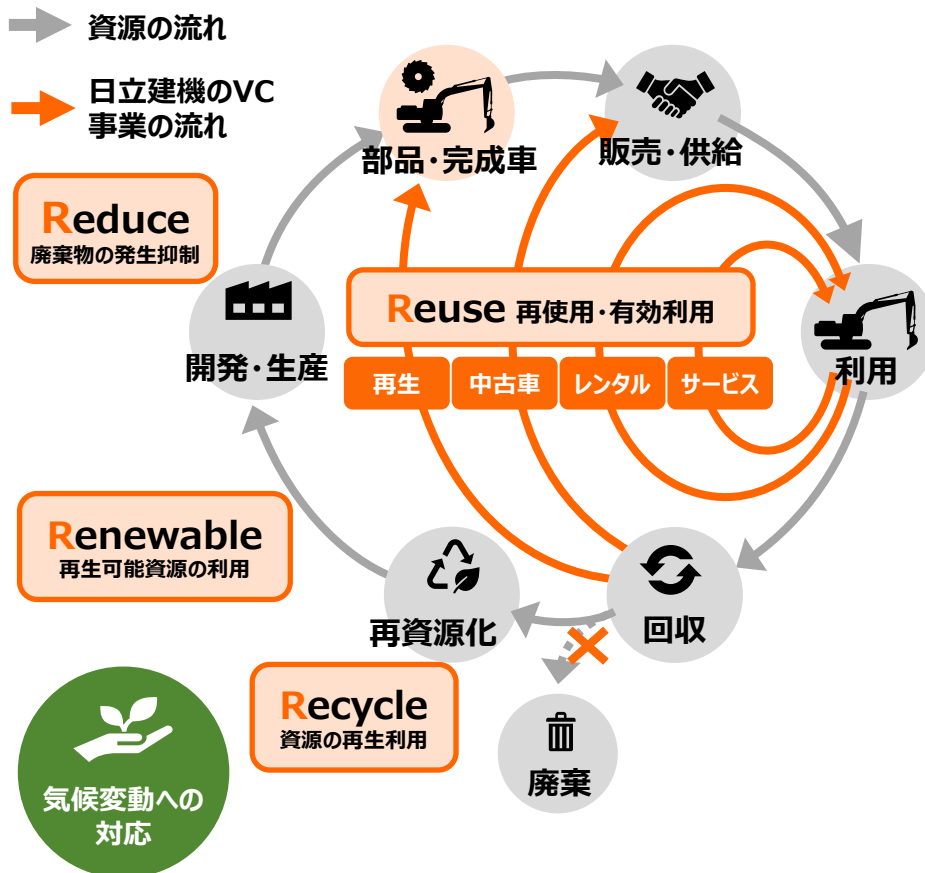 資源の流れ
日立建機のVC
事業の流れ
部品・完成車
販売・供給
Reduce
廃棄物の発生抑制
Reuse 再使用・有効利用
開発・生産
再生
中古車
レンタル
サービス
利用
Renewable
再生可能資源の利用
再資源化
回収
Recycle
資源の再生利用
廃棄
気候変動への
対応